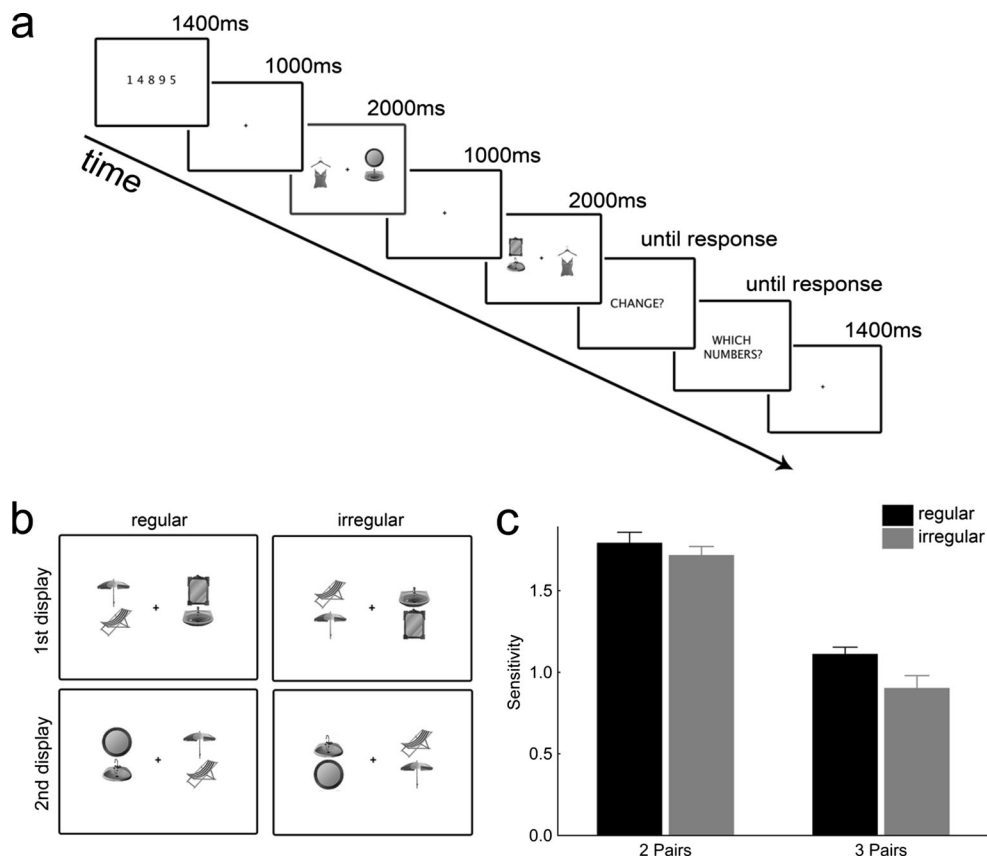 a
1400ms
1 4 8 9 5
1000ms
2000ms
1000ms
2000ms
until response
CHANGE?
until response
WHICH
NUMBERS?
1400ms
time
b
regular
irregular
1st display
2nd display
c
regular
irregular
Sensitivity
1.5
1.0
0.5
0.0
2 Pairs
3 Pairs